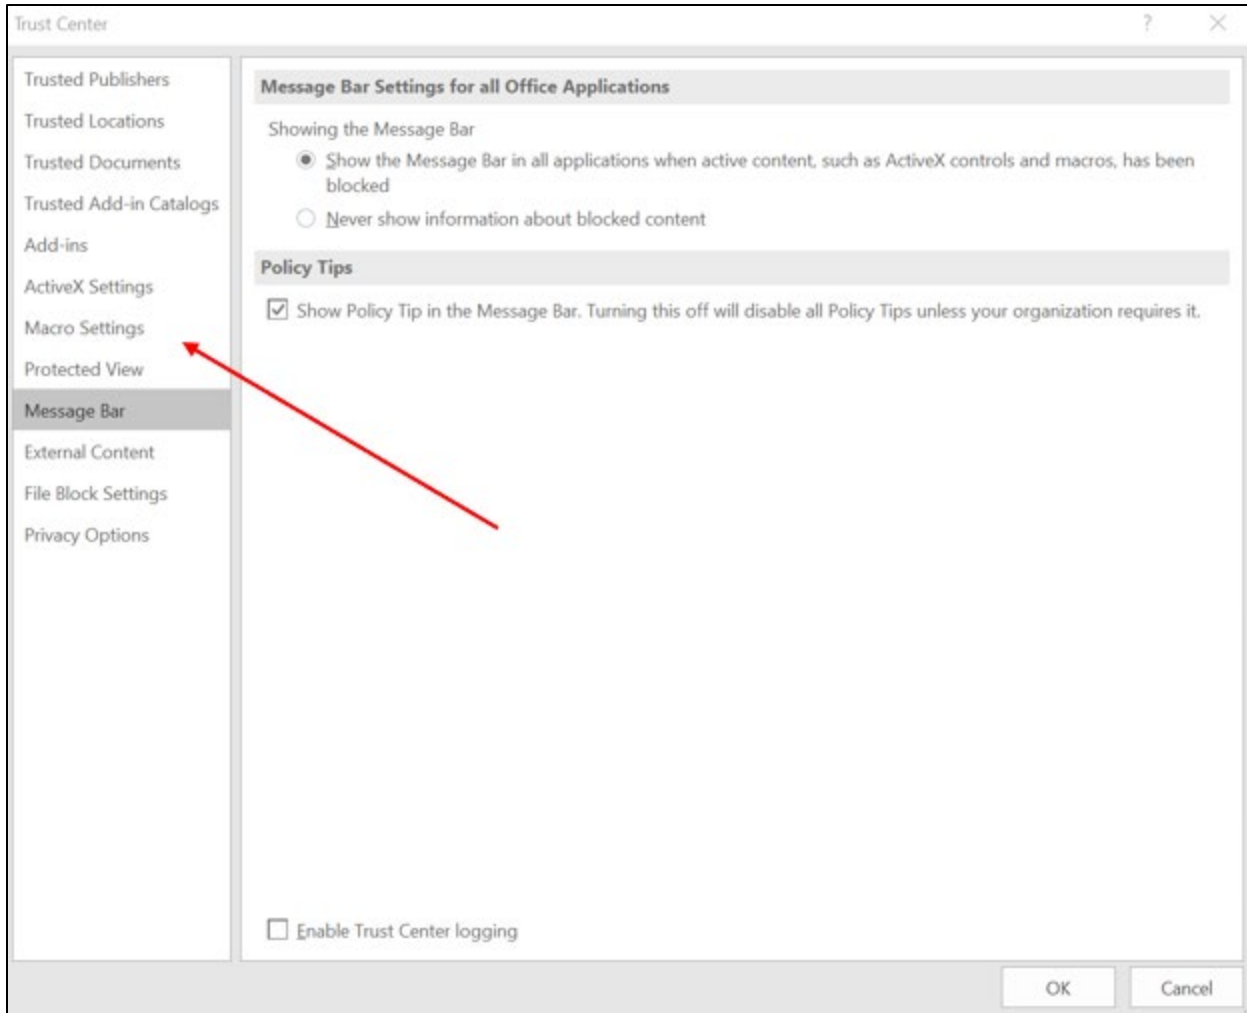 Trust Center
?
Trusted Publishers
Trusted Locations
Trusted Documents
Trusted Add-in Catalogs
Add-ins
ActiveX Settings
Macro Settings
Protected View
Message Bar
External Content
File Block Settings
Privacy Options
Message Bar Settings for all Office Applications
Showing the Message Bar
Show the Message Bar in all applications when active content, such as ActiveX controls and macros, has been
blocked
Never show information about blocked content
Policy Tips
Show Policy Tip in the Message Bar. Turning this off will disable all Policy Tips unless your organization requires it.
Enable Trust Center logging
OK
Cancel